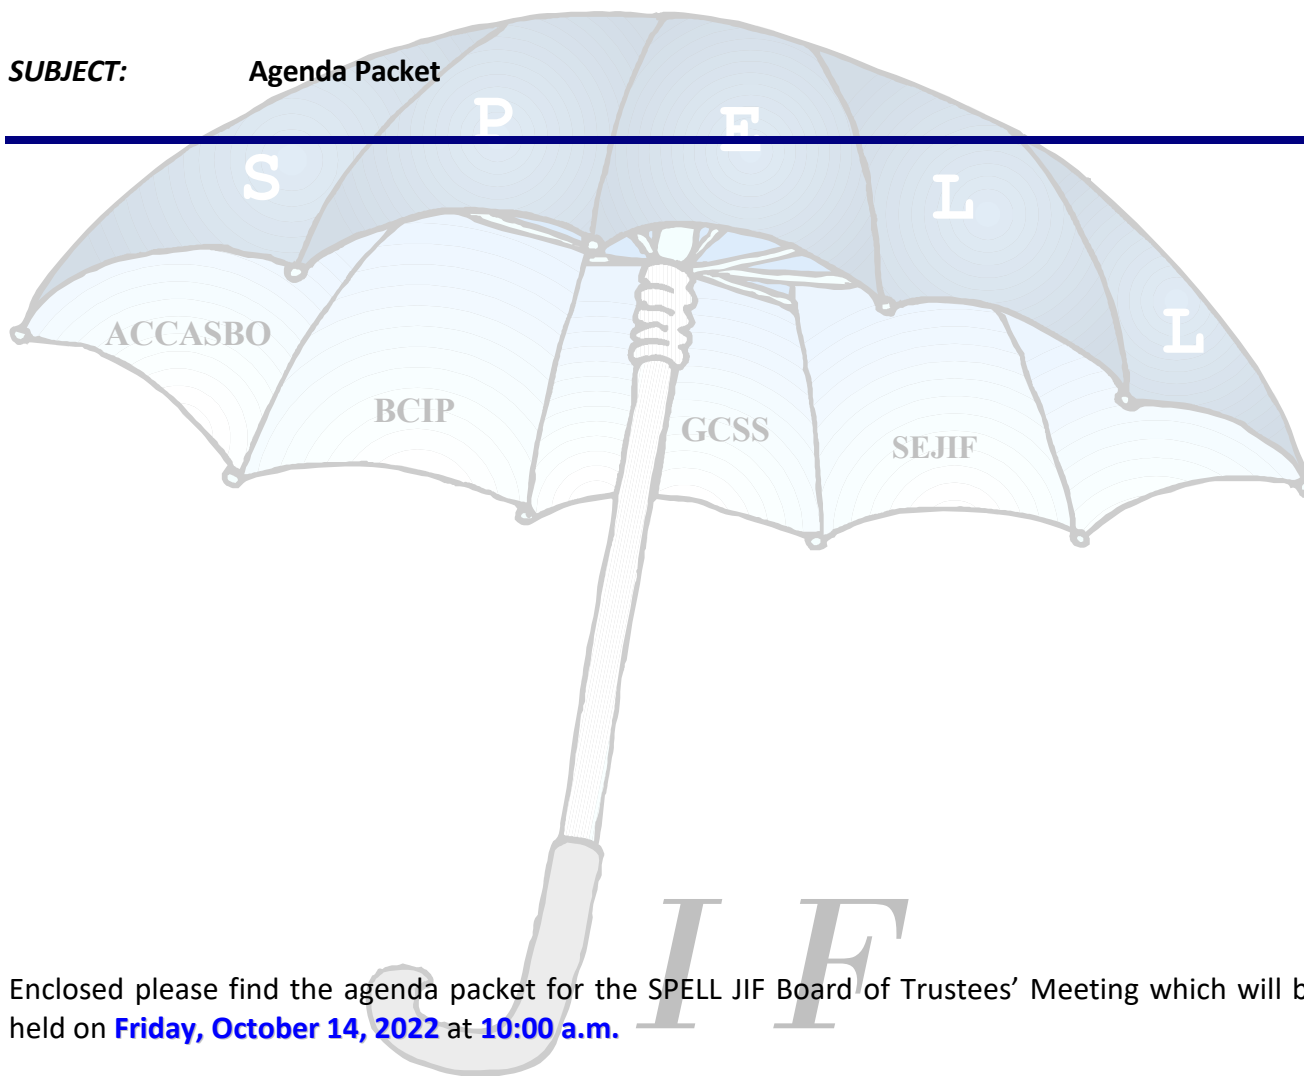 SUBJECT: Agenda Packet
S P E L L
ACCASBO
BCIP
GCSS
SEJIF
J I F
Enclosed please find the agenda packet for the SPELL JIF Board of Trustees’ Meeting which will b
held on Friday, October 14, 2022 at 10:00 a.m.